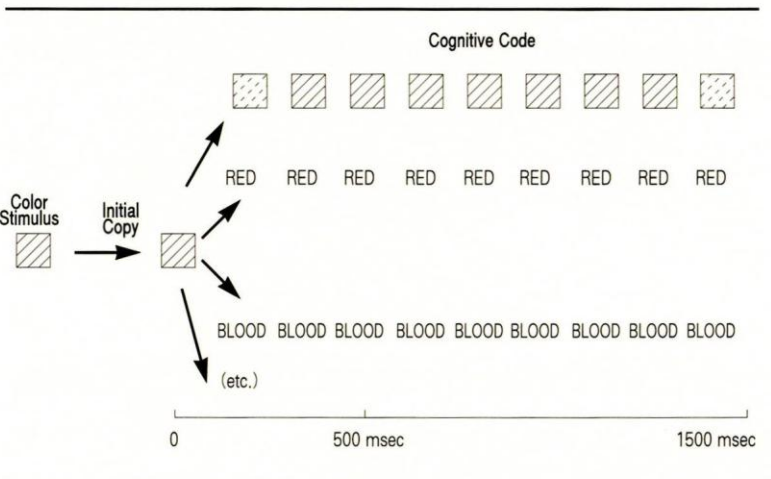 Cognitive Code
RED RED RED RED RED RED RED RED RED
Color
Stimulus
Initial
Copy
BLOOD BLOOD BLOOD BLOOD BLOOD BLOOD BLOOD BLOOD BLOOD
(etc.)
0 500 msec 1500 msec